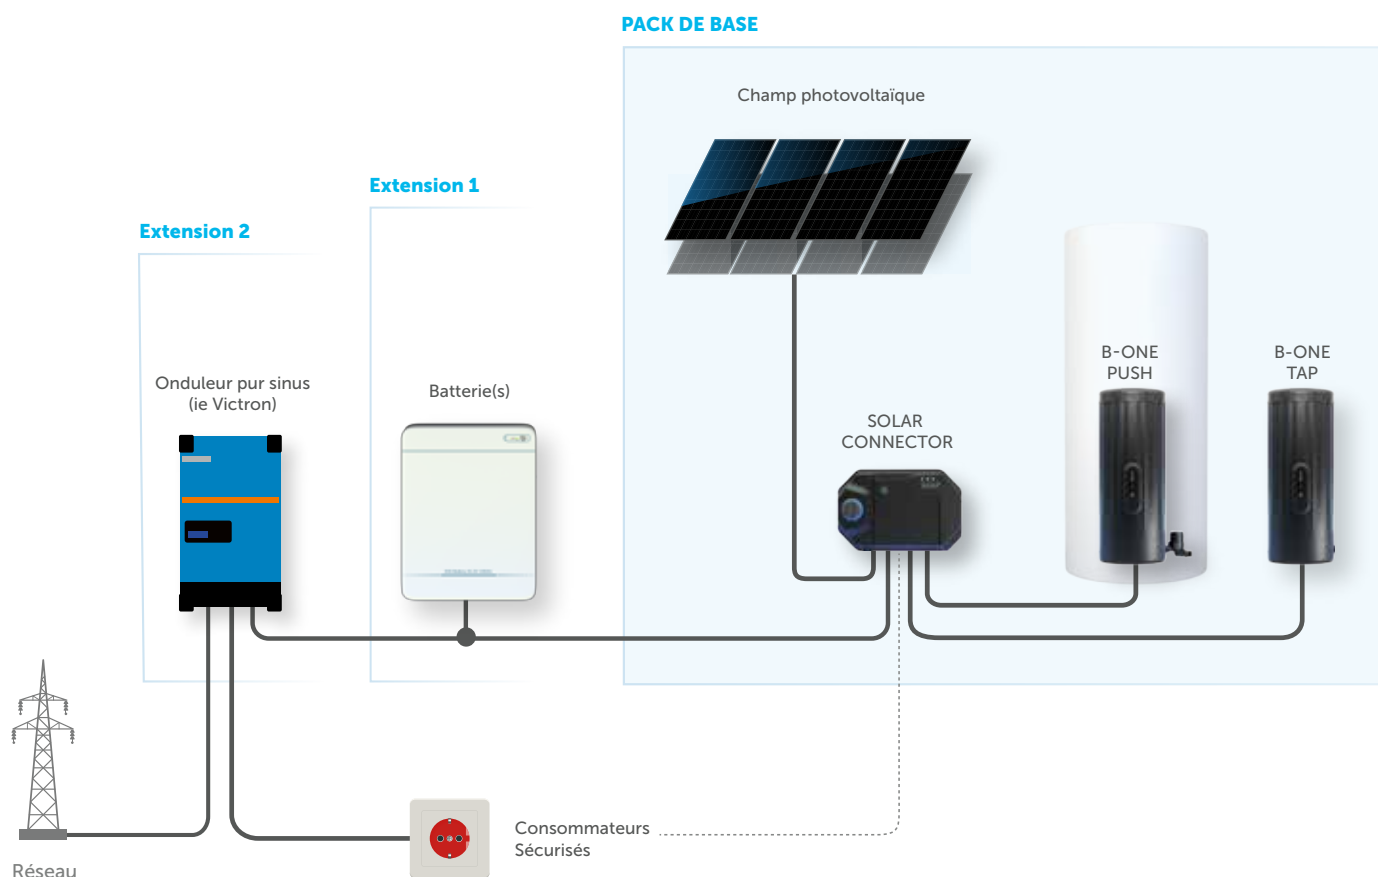 PACK DE BASE
Champ photovoltaïque
Extension 1
Extension 2
Onduleur pur sinus
(ie Victron)
Batterie(s)
SOLAR
CONNECTOR
B-ONE
PUSH
B-ONE
TAP
Consommateurs
Sécurisés
Réseau